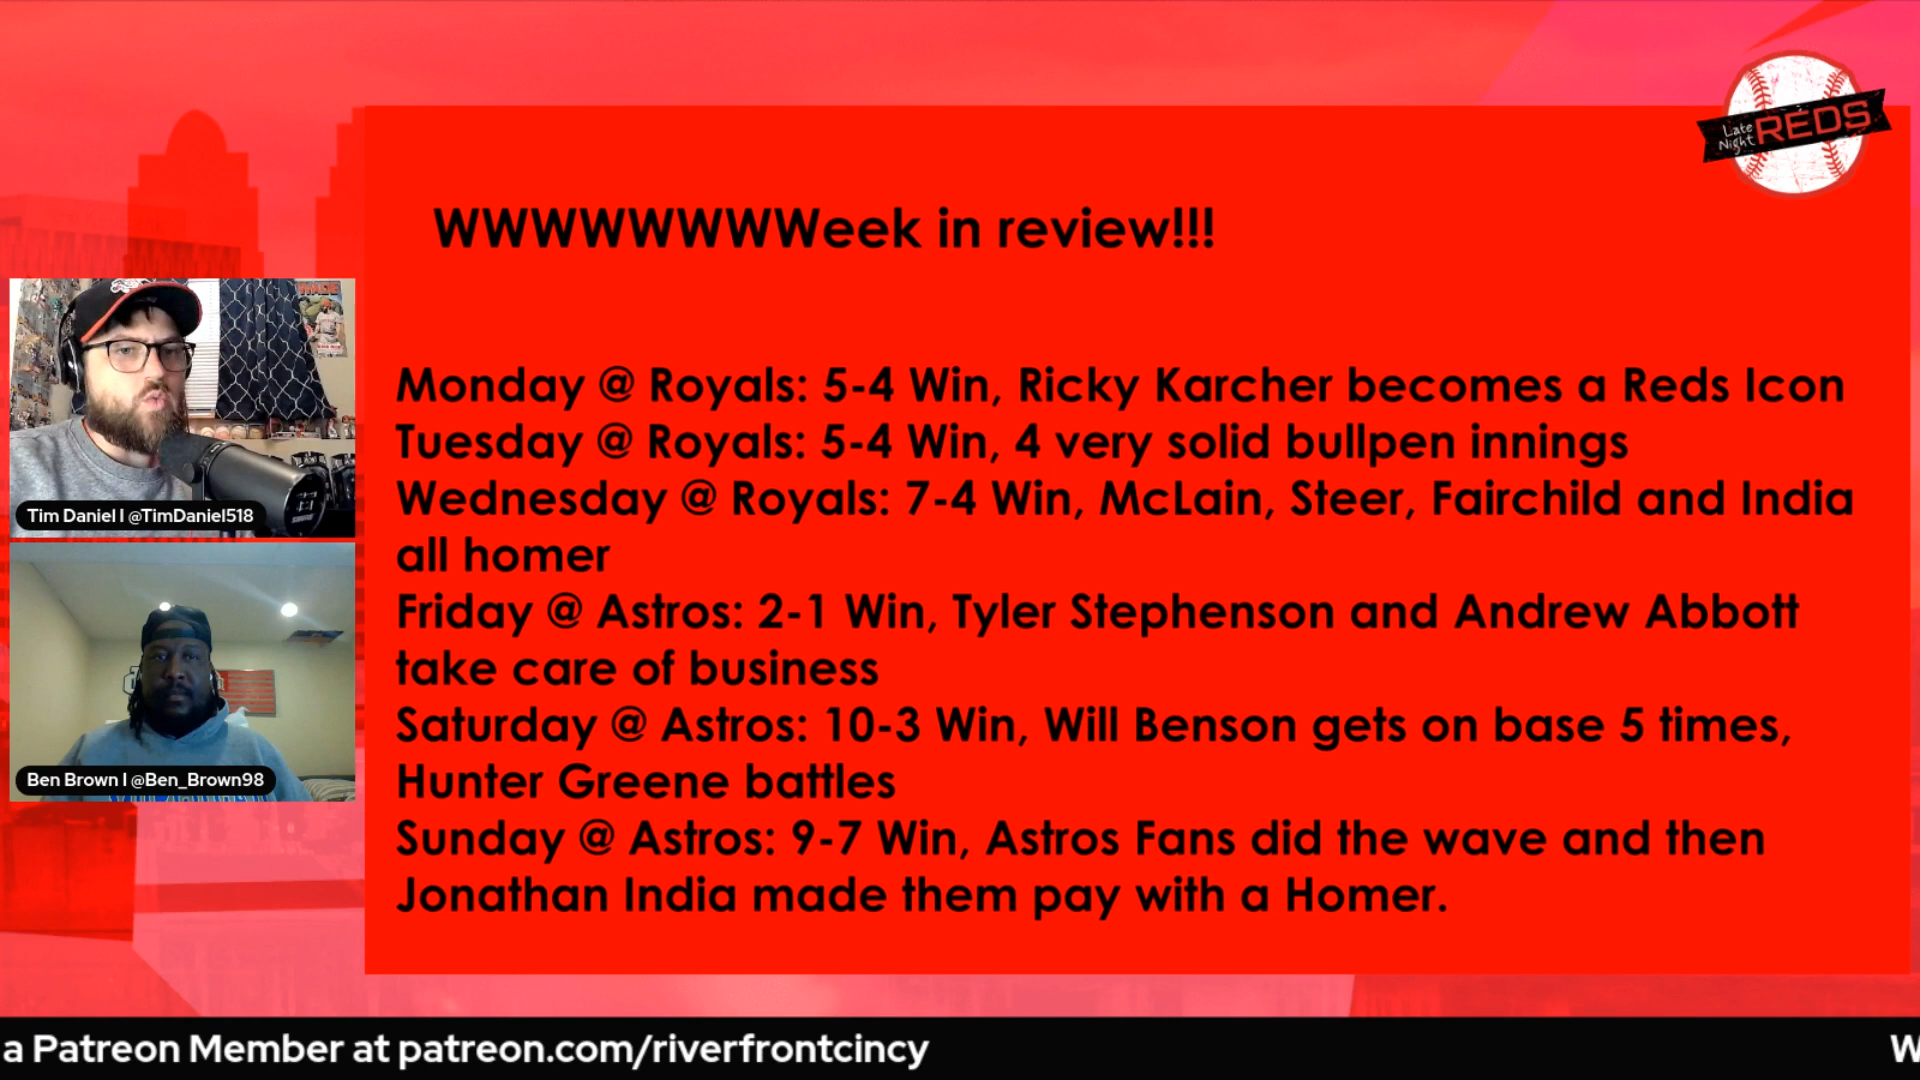 Late
Night
REDS
WWWWWWWWeek in review!!!
Monday @ Royals: 5-4 Win, Ricky Karcher becomes a Reds Icon
Tuesday @ Royals: 5-4 Win, 4 very solid bullpen innings
Wednesday @ Royals: 7-4 Win, McLain, Steer, Fairchild and India
all homer
Friday @ Astros: 2-1 Win, Tyler Stephenson and Andrew Abbott
take care of business
Saturday @ Astros: 10-3 Win, Will Benson gets on base 5 times,
Hunter Greene battles
Sunday @ Astros: 9-7 Win, Astros Fans did the wave and then
Jonathan India made them pay with a Homer.
Tim Daniel | @TimDaniel518
Ben Brown | @Ben_Brown98
a Patreon Member at patreon.com/riverfrontcincy
W